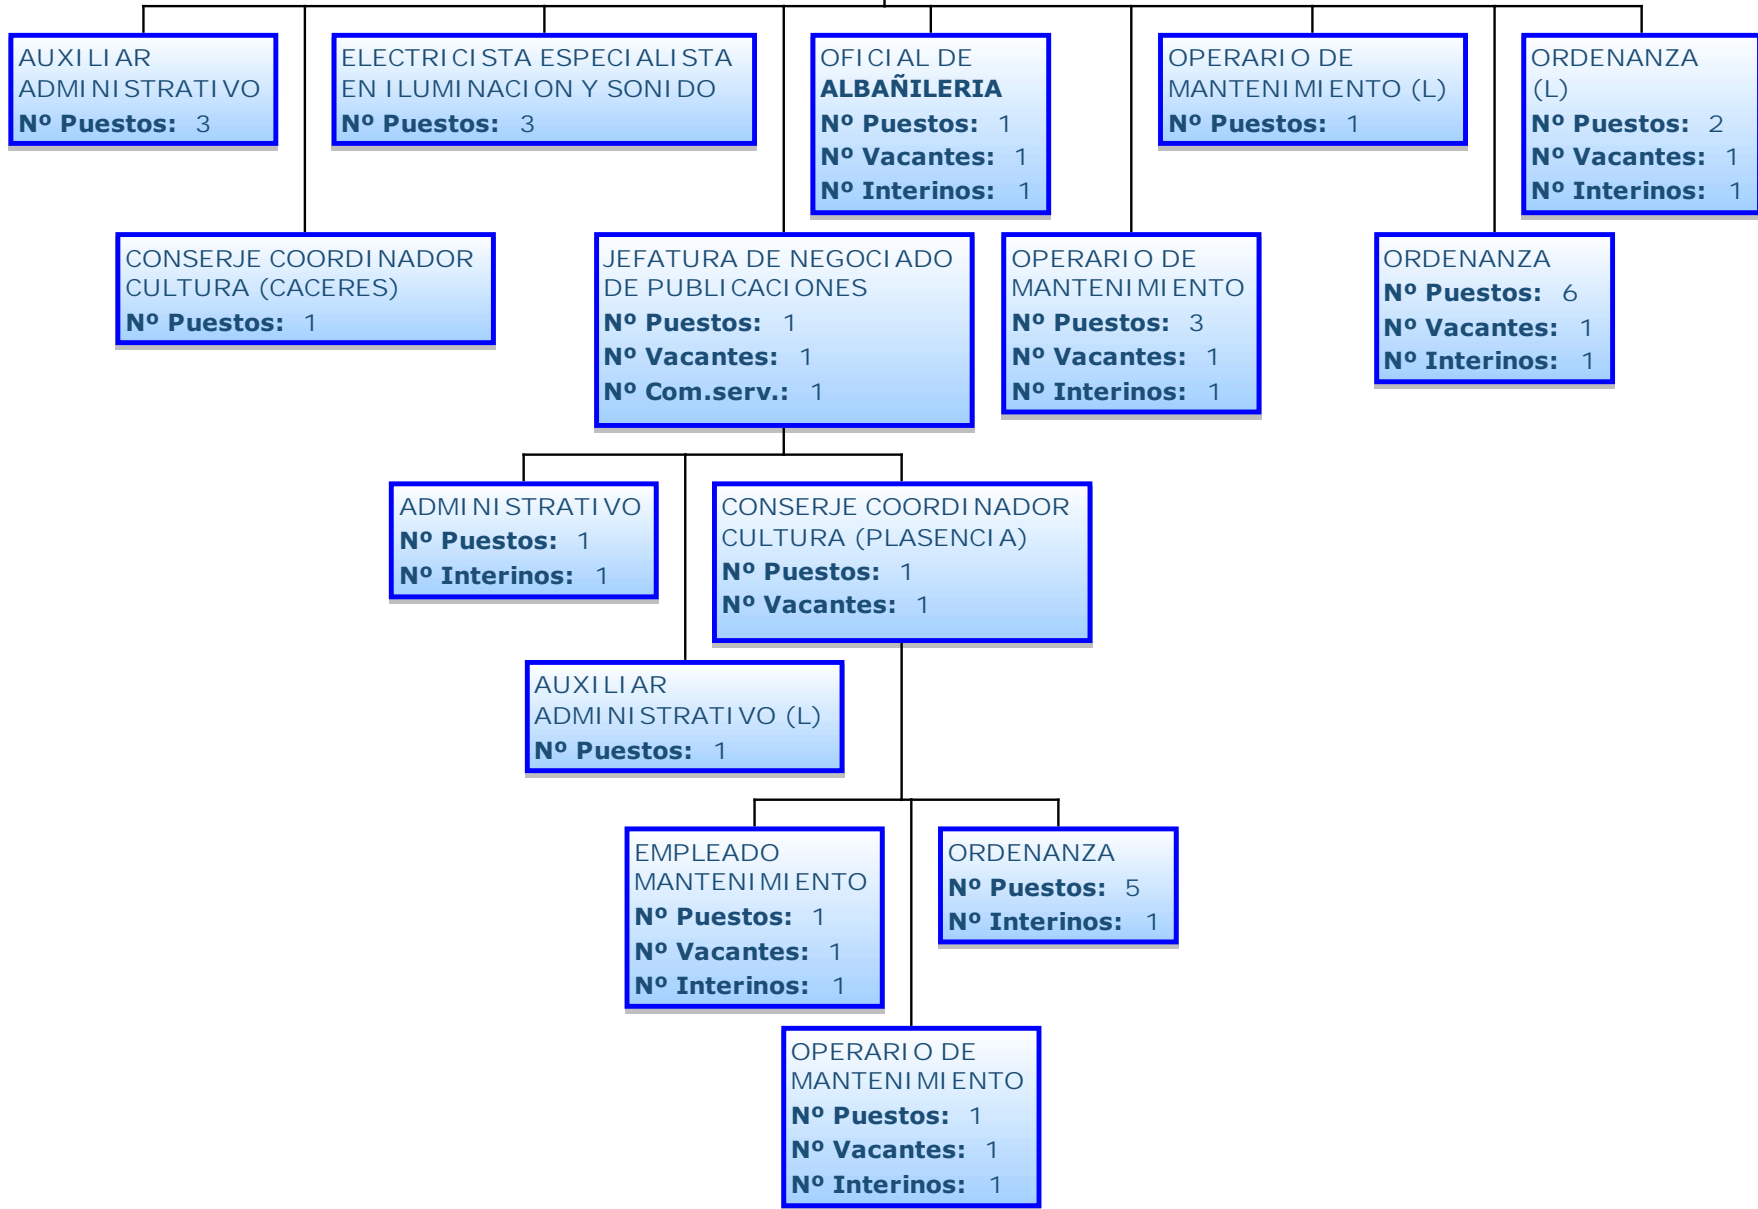 AUXILIAR
ADMINISTRATIVO
Nº Puestos: 3
ELECTRICISTA ESPECIALISTA
EN ILUMINACION Y SONIDO
Nº Puestos: 3
OFICIAL DE
ALBAÑILERIA
Nº Puestos: 1
Nº Vacantes: 1
Nº Interinos: 1
OPERARIO DE
MANTENIMIENTO (L)
Nº Puestos: 1
ORDENANZA
(L)
Nº Puestos: 2
Nº Vacantes: 1
Nº Interinos: 1
CONSERJE COORDINADOR
CULTURA (CACERES)
Nº Puestos: 1
JEFATURA DE NEGOCIADO
DE PUBLICACIONES
Nº Puestos: 1
Nº Vacantes: 1
Nº Com.serv.: 1
OPERARIO DE
MANTENIMIENTO
Nº Puestos: 3
Nº Vacantes: 1
Nº Interinos: 1
ORDENANZA
Nº Puestos: 6
Nº Vacantes: 1
Nº Interinos: 1
ADMINISTRATIVO
Nº Puestos: 1
Nº Interinos: 1
CONSERJE COORDINADOR
CULTURA (PLASENCIA)
Nº Puestos: 1
Nº Vacantes: 1
AUXILIAR
ADMINISTRATIVO (L)
Nº Puestos: 1
EMPLEADO
MANTENIMIENTO
Nº Puestos: 1
Nº Vacantes: 1
Nº Interinos: 1
ORDENANZA
Nº Puestos: 5
Nº Interinos: 1
OPERARIO DE
MANTENIMIENTO
Nº Puestos: 1
Nº Vacantes: 1
Nº Interinos: 1